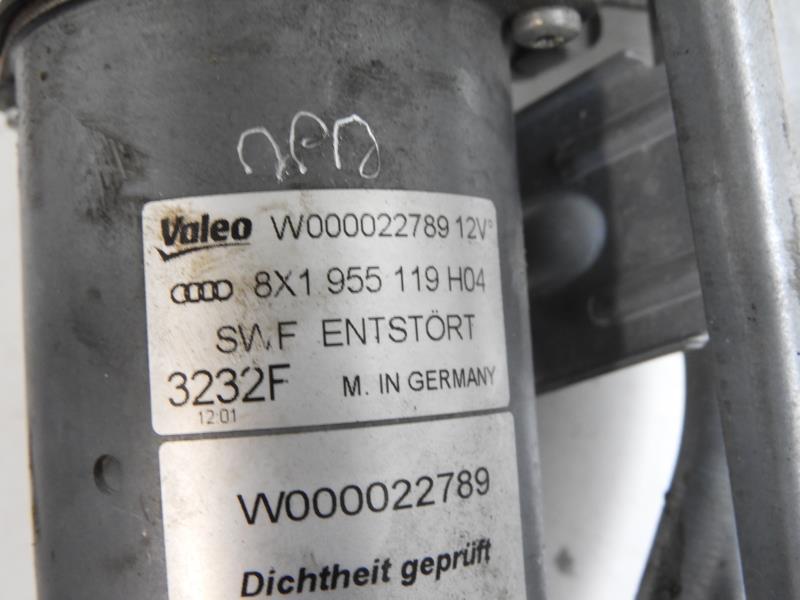 Valeo W000022789 12V°
8X1 955 119 H04
SWF ENTSTÖRT
3232F M. IN GERMANY
12:01
W000022789
Dichtheit geprüft